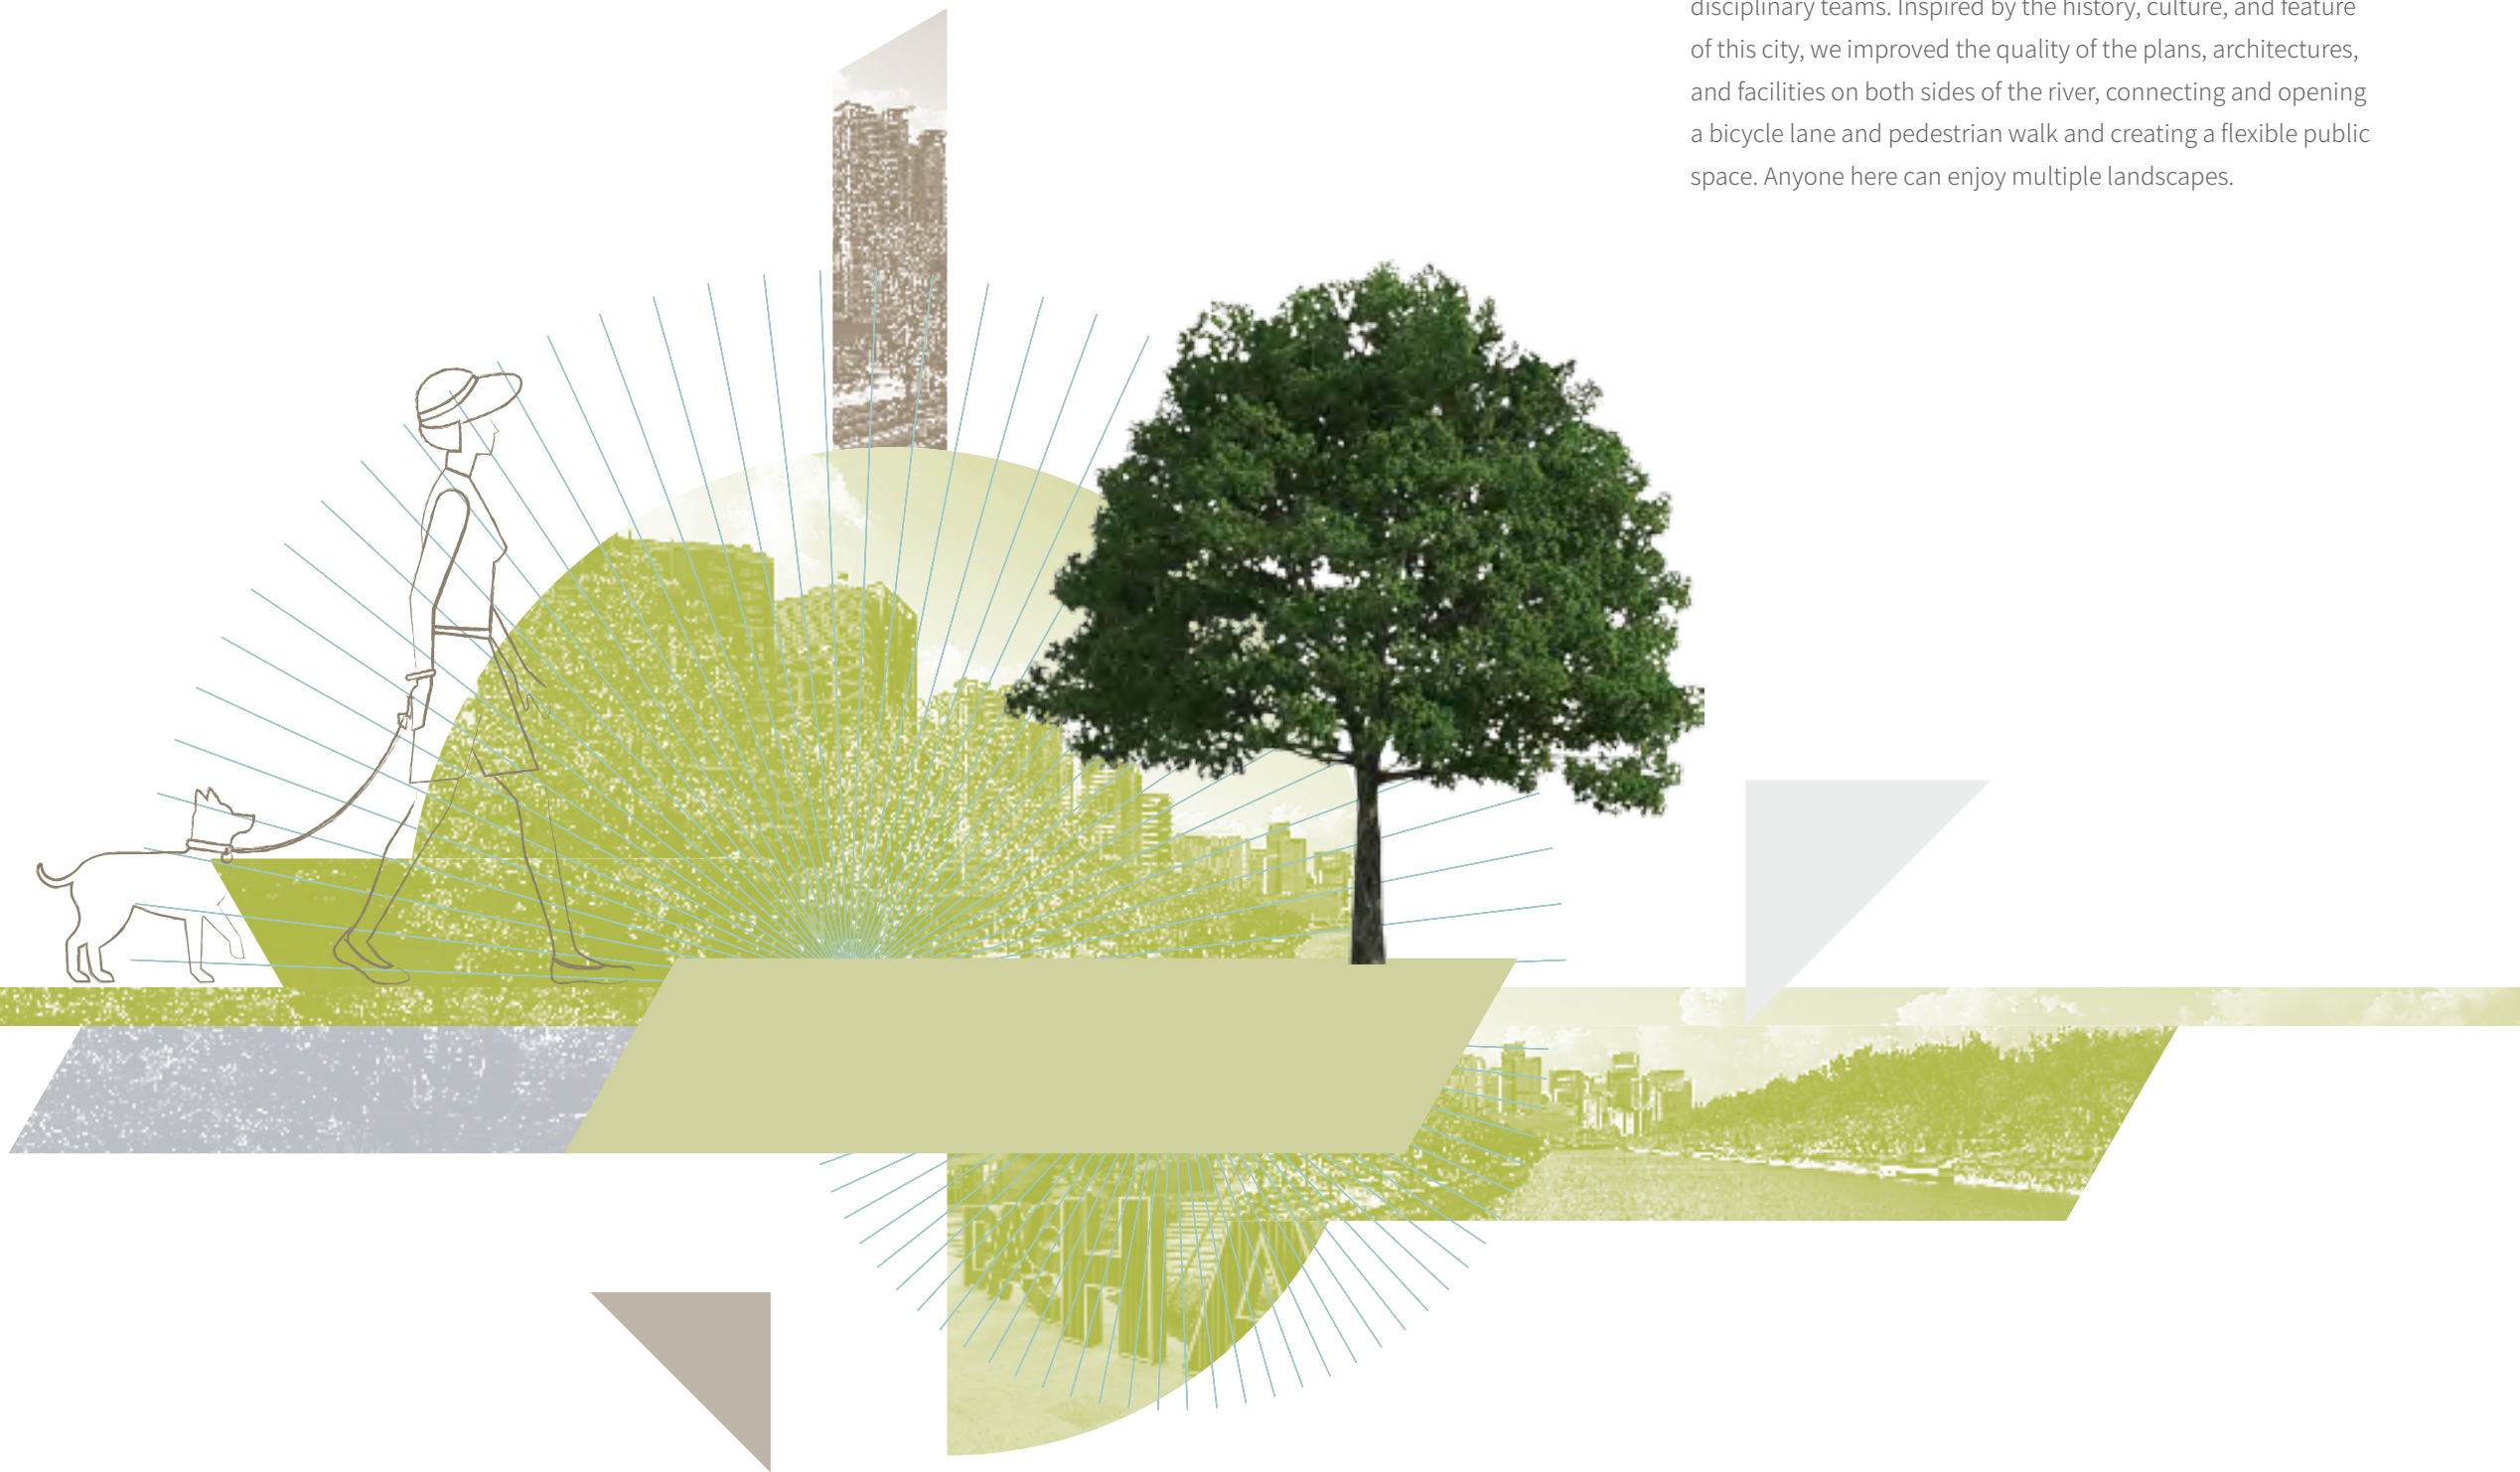 disciplinary teams. Inspired by the history, culture, and feature
of this city, we improved the quality of the plans, architectures,
and facilities on both sides of the river, connecting and opening
a bicycle lane and pedestrian walk and creating a flexible public
space. Anyone here can enjoy multiple landscapes.